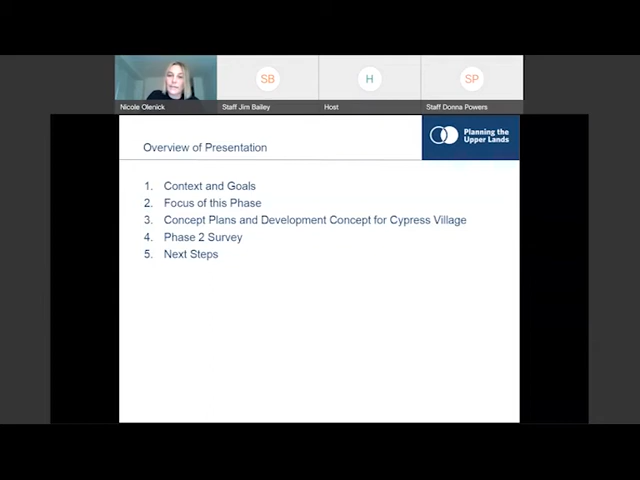 SB
H
SP
Nicole Olenick
Staff Jim Bailey
Host
Staff Donna Powers
Overview of Presentation
Planning the
Upper Lands
1. Context and Goals
2. Focus of this Phase
3. Concept Plans and Development Concept for Cypress Village
4. Phase 2 Survey
5. Next Steps